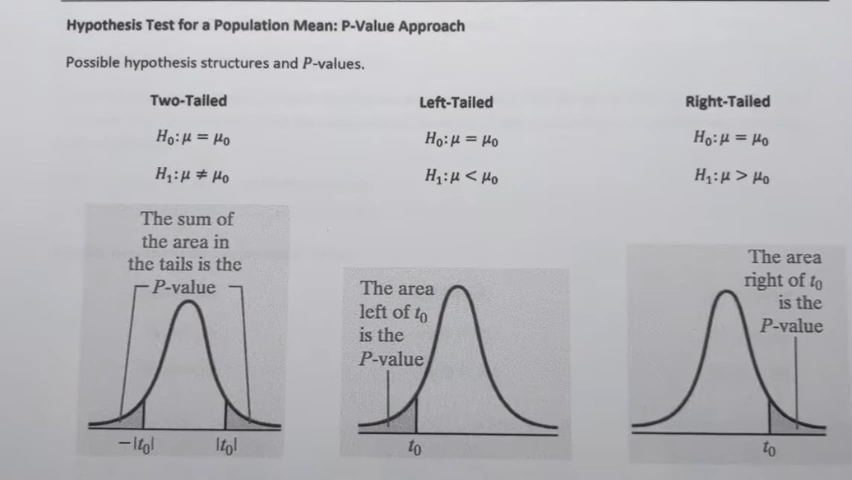 Hypothesis Test for a Population Mean: P-Value Approach
Possible hypothesis structures and P-values.
Two-Tailed Left-Tailed Right-Tailed
H₀: μ = μ₀ H₀: μ = μ₀ H₀: μ = μ₀
H₁: μ ≠ μ₀ H₁: μ < μ₀ H₁: μ > μ₀
The sum of
the area in
the tails is the
P-value
−|t₀| |t₀|
The area
left of t₀
is the
P-value
t₀
The area
right of t₀
is the
P-value
t₀